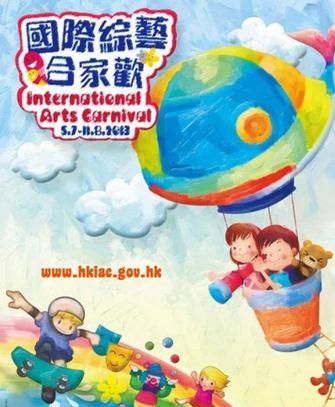 國際綜藝
合家歡
International
Arts Carnival
5.7-11.8.2013
www.hkiac.gov.hk